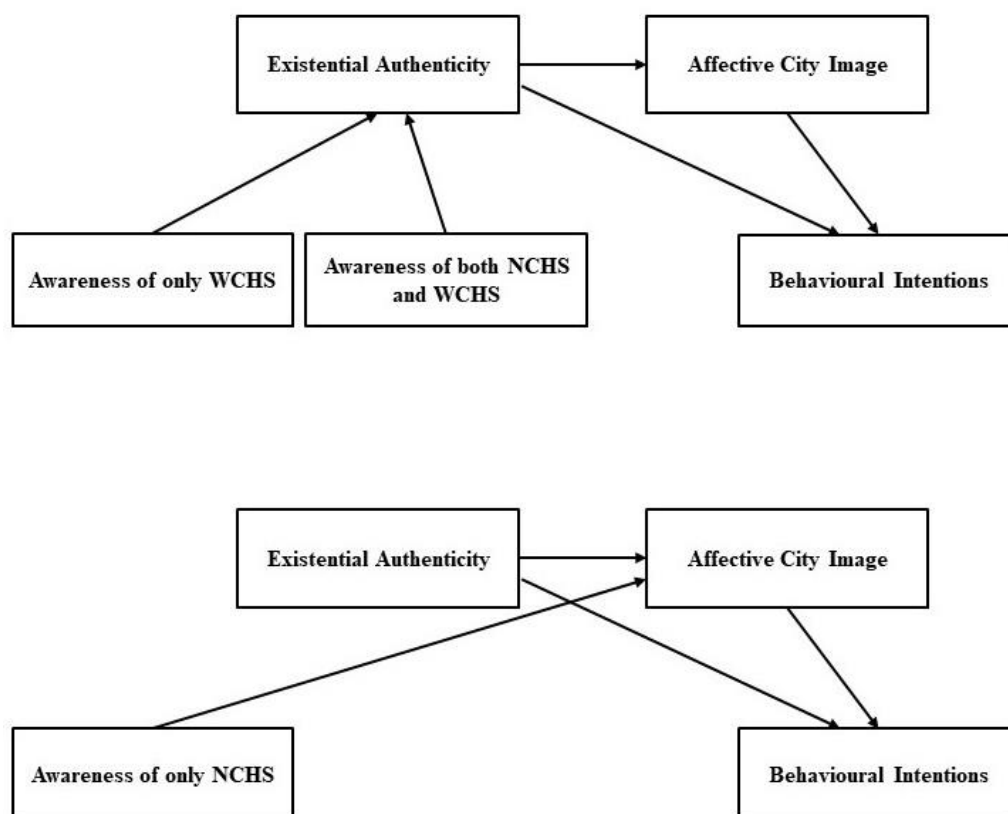 Existential Authenticity
Affective City Image
Awareness of only WCHS
Awareness of both NCHS
and WCHS
Behavioural Intentions
Existential Authenticity
Affective City Image
Awareness of only NCHS
Behavioural Intentions